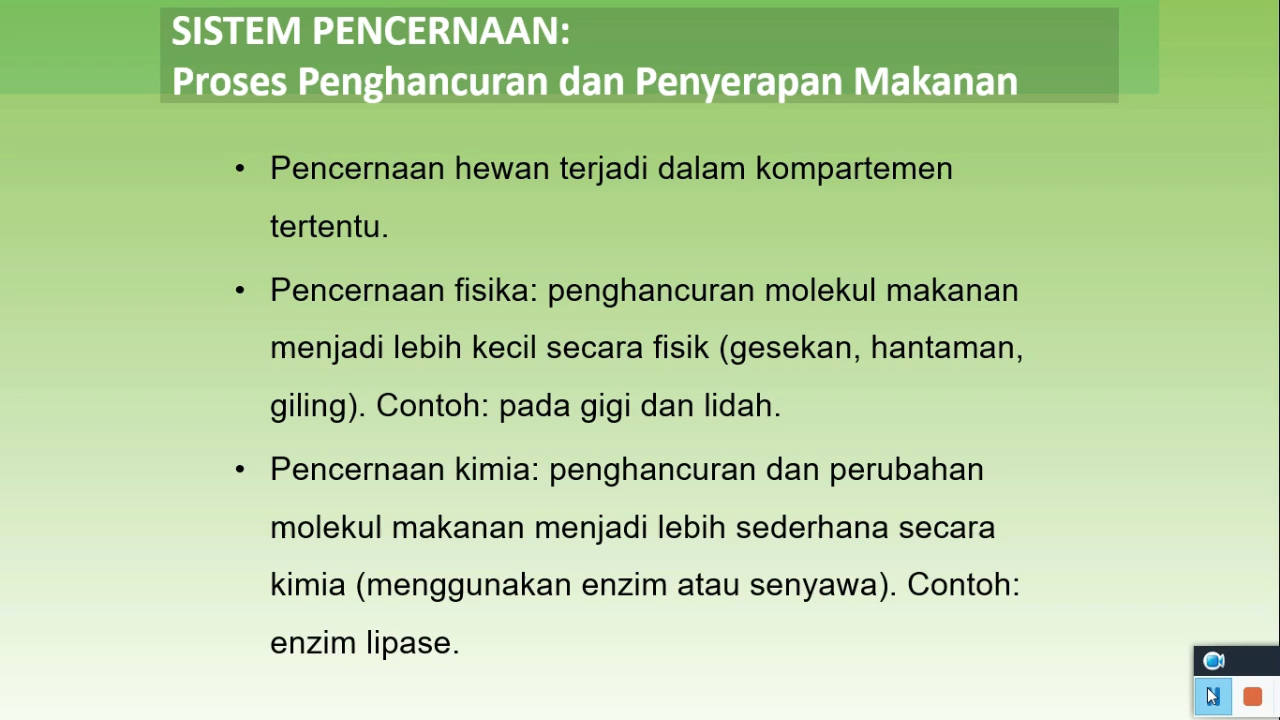 SISTEM PENCERNAAN:
Proses Penghancuran dan Penyerapan Makanan
• Pencernaan hewan terjadi dalam kompartemen
tertentu.
• Pencernaan fisika: penghancuran molekul makanan
menjadi lebih kecil secara fisik (gesekan, hantaman,
giling). Contoh: pada gigi dan lidah.
• Pencernaan kimia: penghancuran dan perubahan
molekul makanan menjadi lebih sederhana secara
kimia (menggunakan enzim atau senyawa). Contoh:
enzim lipase.